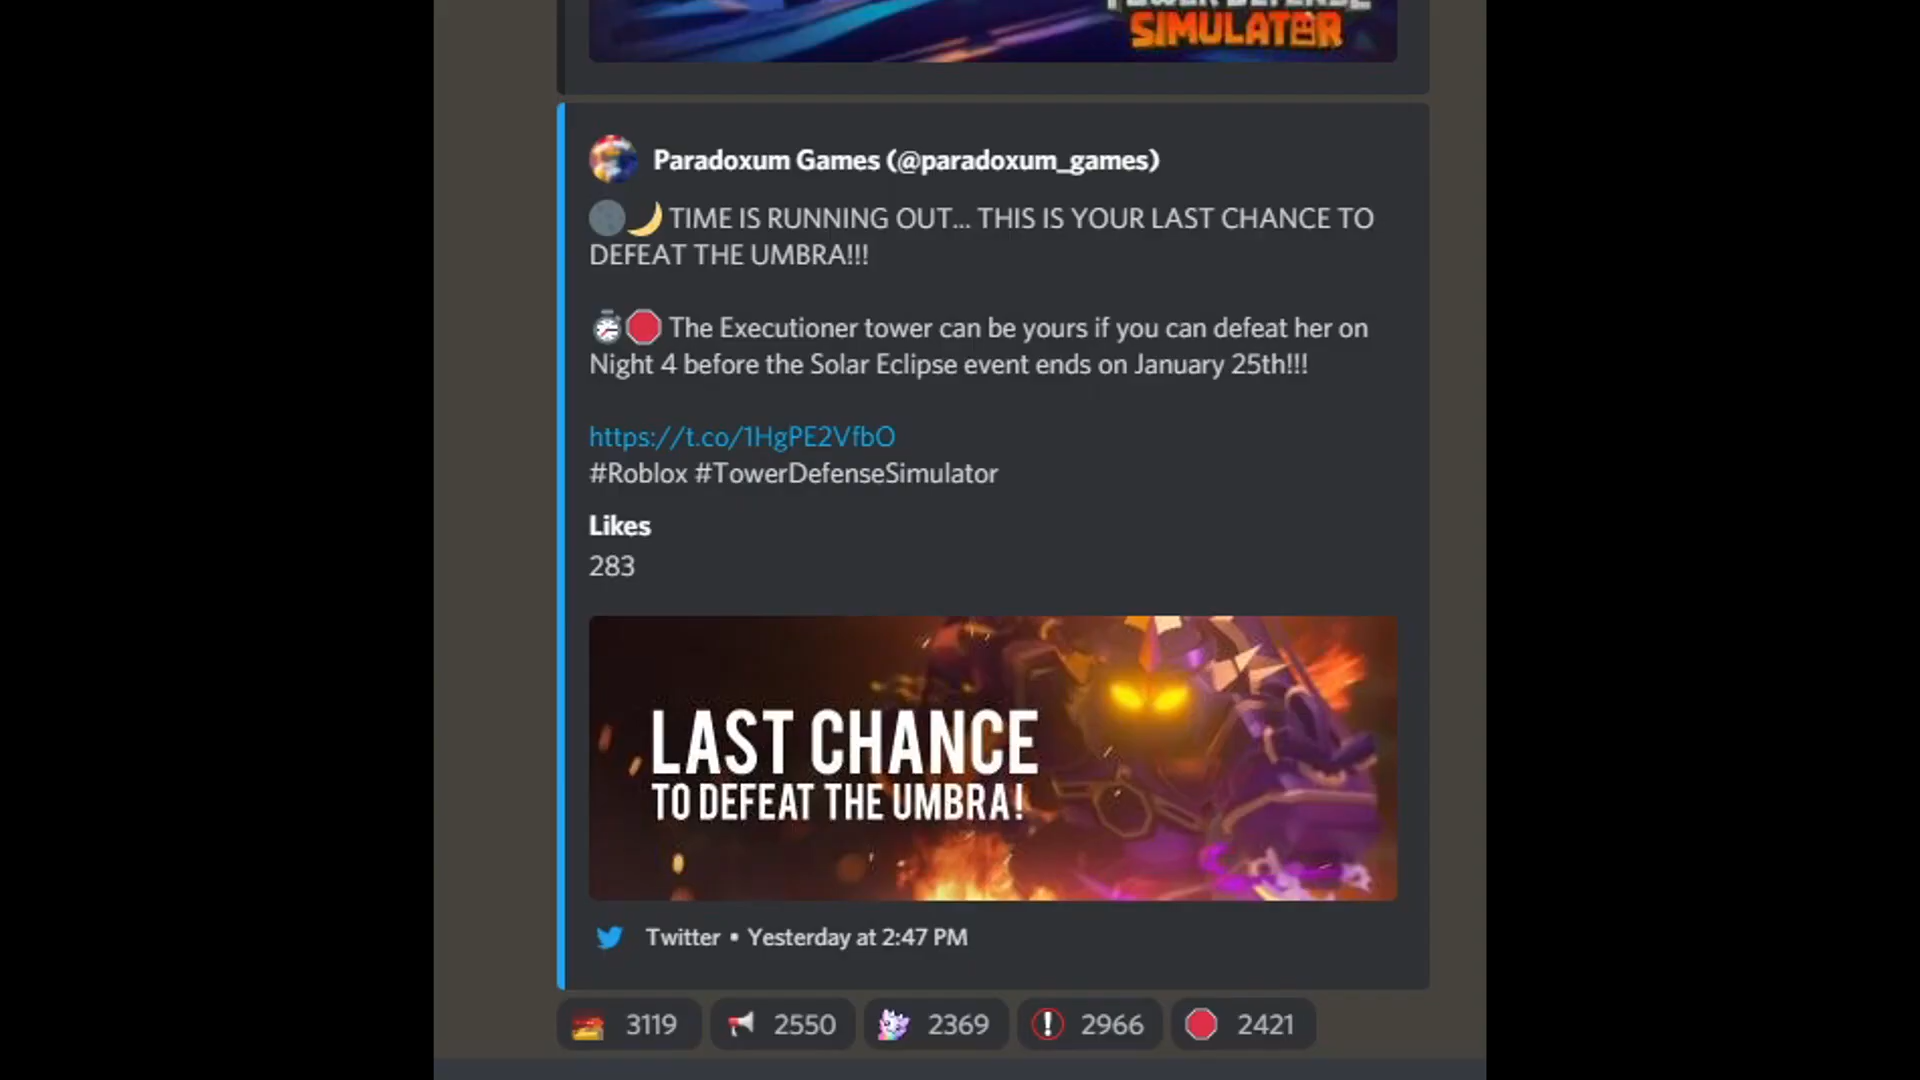 TOWER DEFENSE
SIMULATOR
Paradoxum Games (@paradoxum_games)
TIME IS RUNNING OUT... THIS IS YOUR LAST CHANCE TO
DEFEAT THE UMBRA!!!
The Executioner tower can be yours if you can defeat her on
Night 4 before the Solar Eclipse event ends on January 25th!!!
https://t.co/1HgPE2VfbO
#Roblox #TowerDefenseSimulator
Likes
283
LAST CHANCE
TO DEFEAT THE UMBRA!
Twitter • Yesterday at 2:47 PM
3119 2550 2369 2966 2421